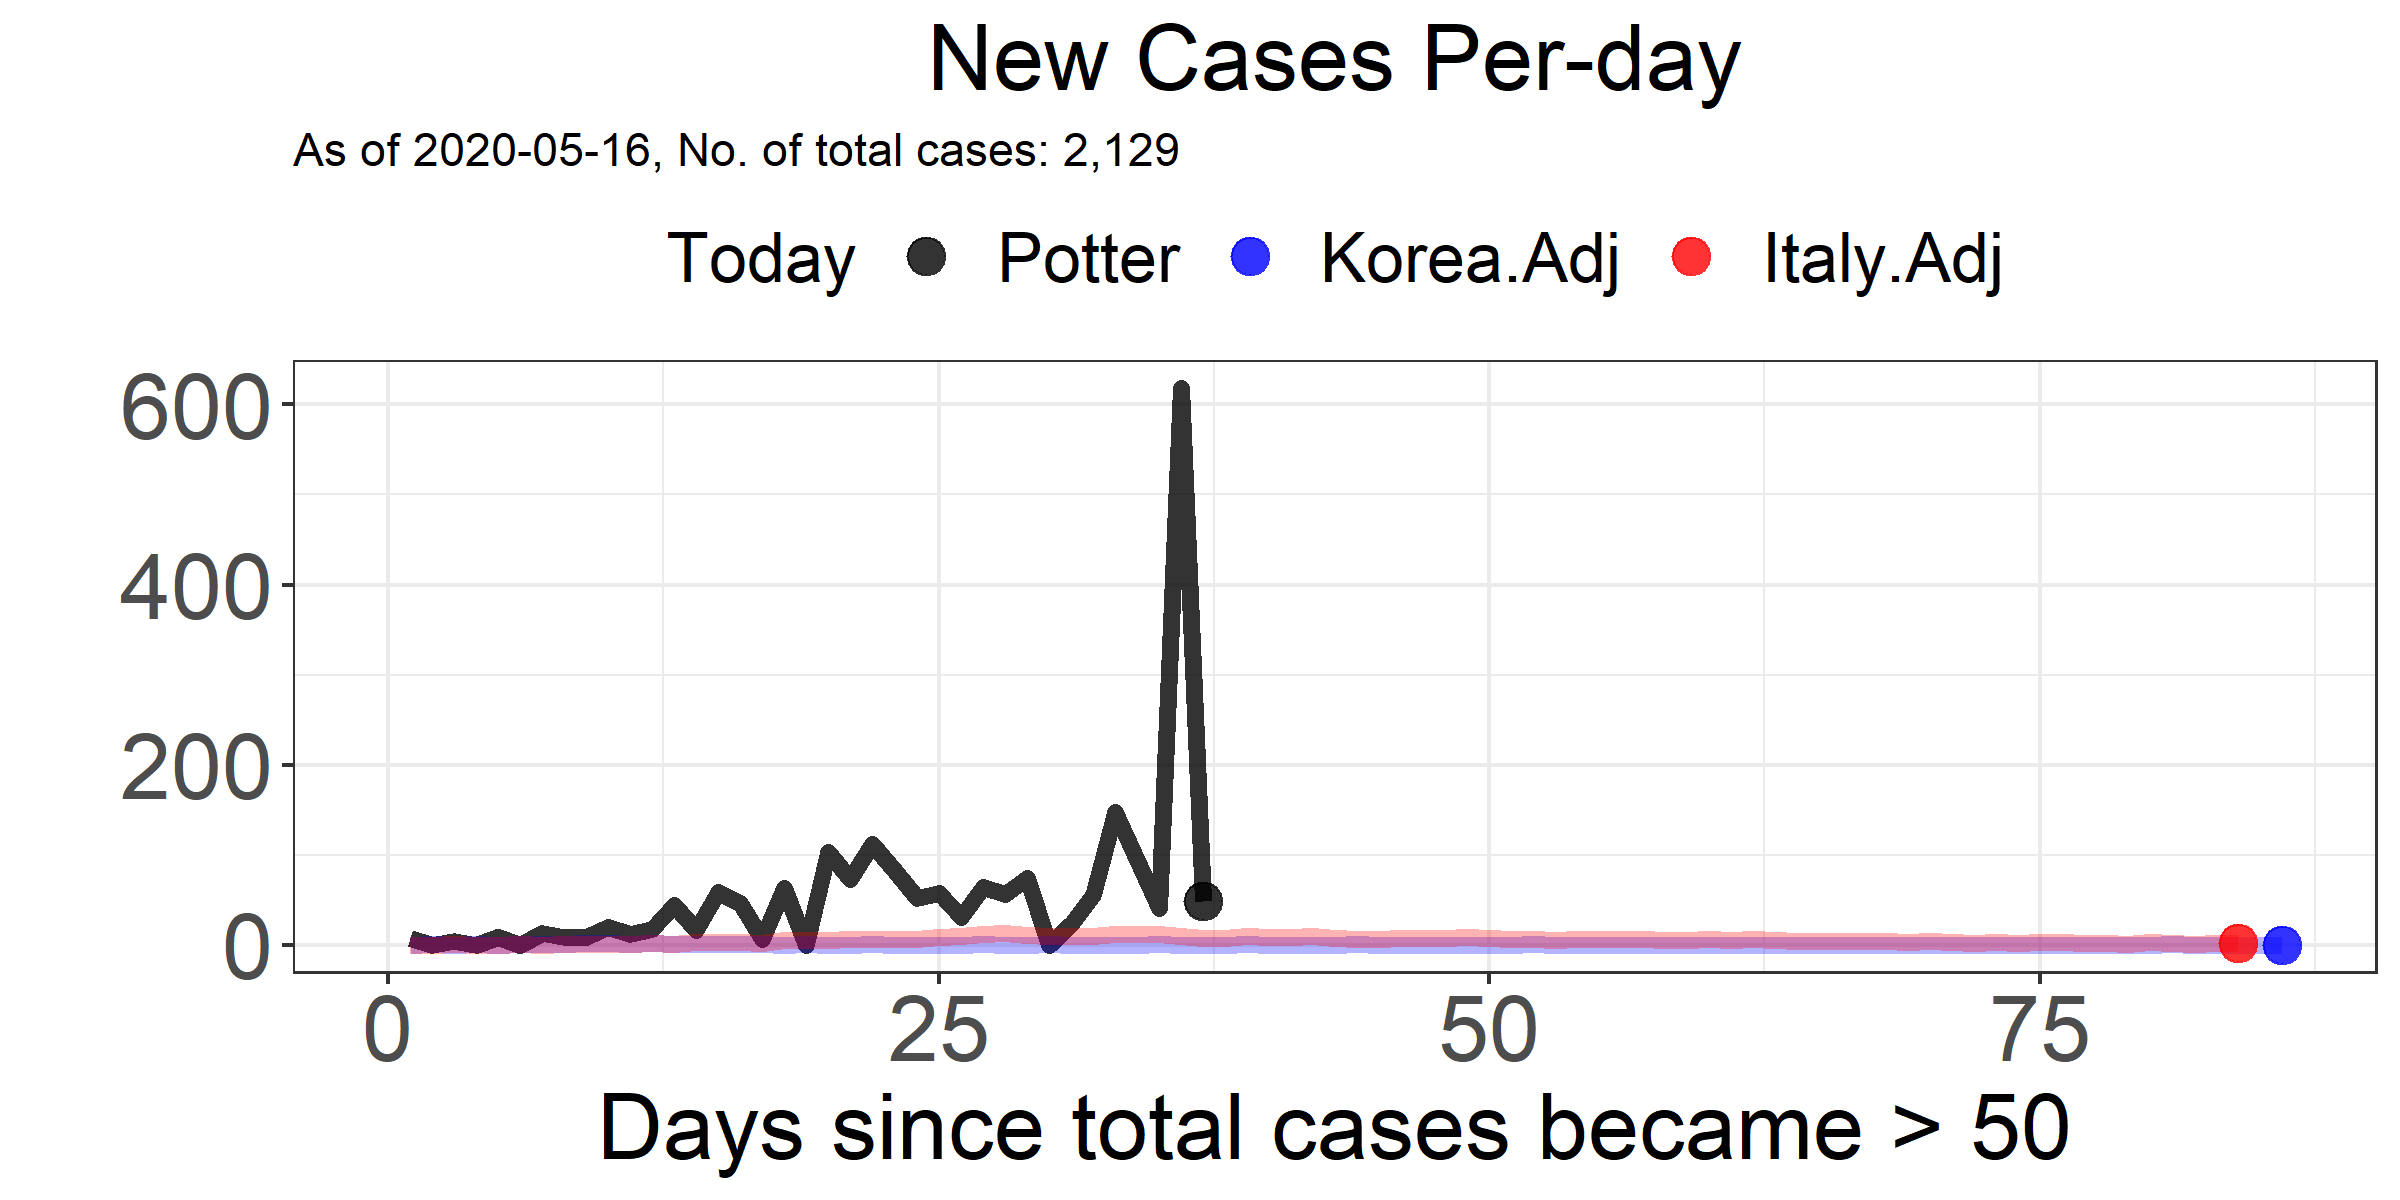 New Cases Per-day
As of 2020-05-16, No. of total cases: 2,129
Today Potter Korea.Adj Italy.Adj
600
400
200
0
0 25 50 75
Days since total cases became > 50